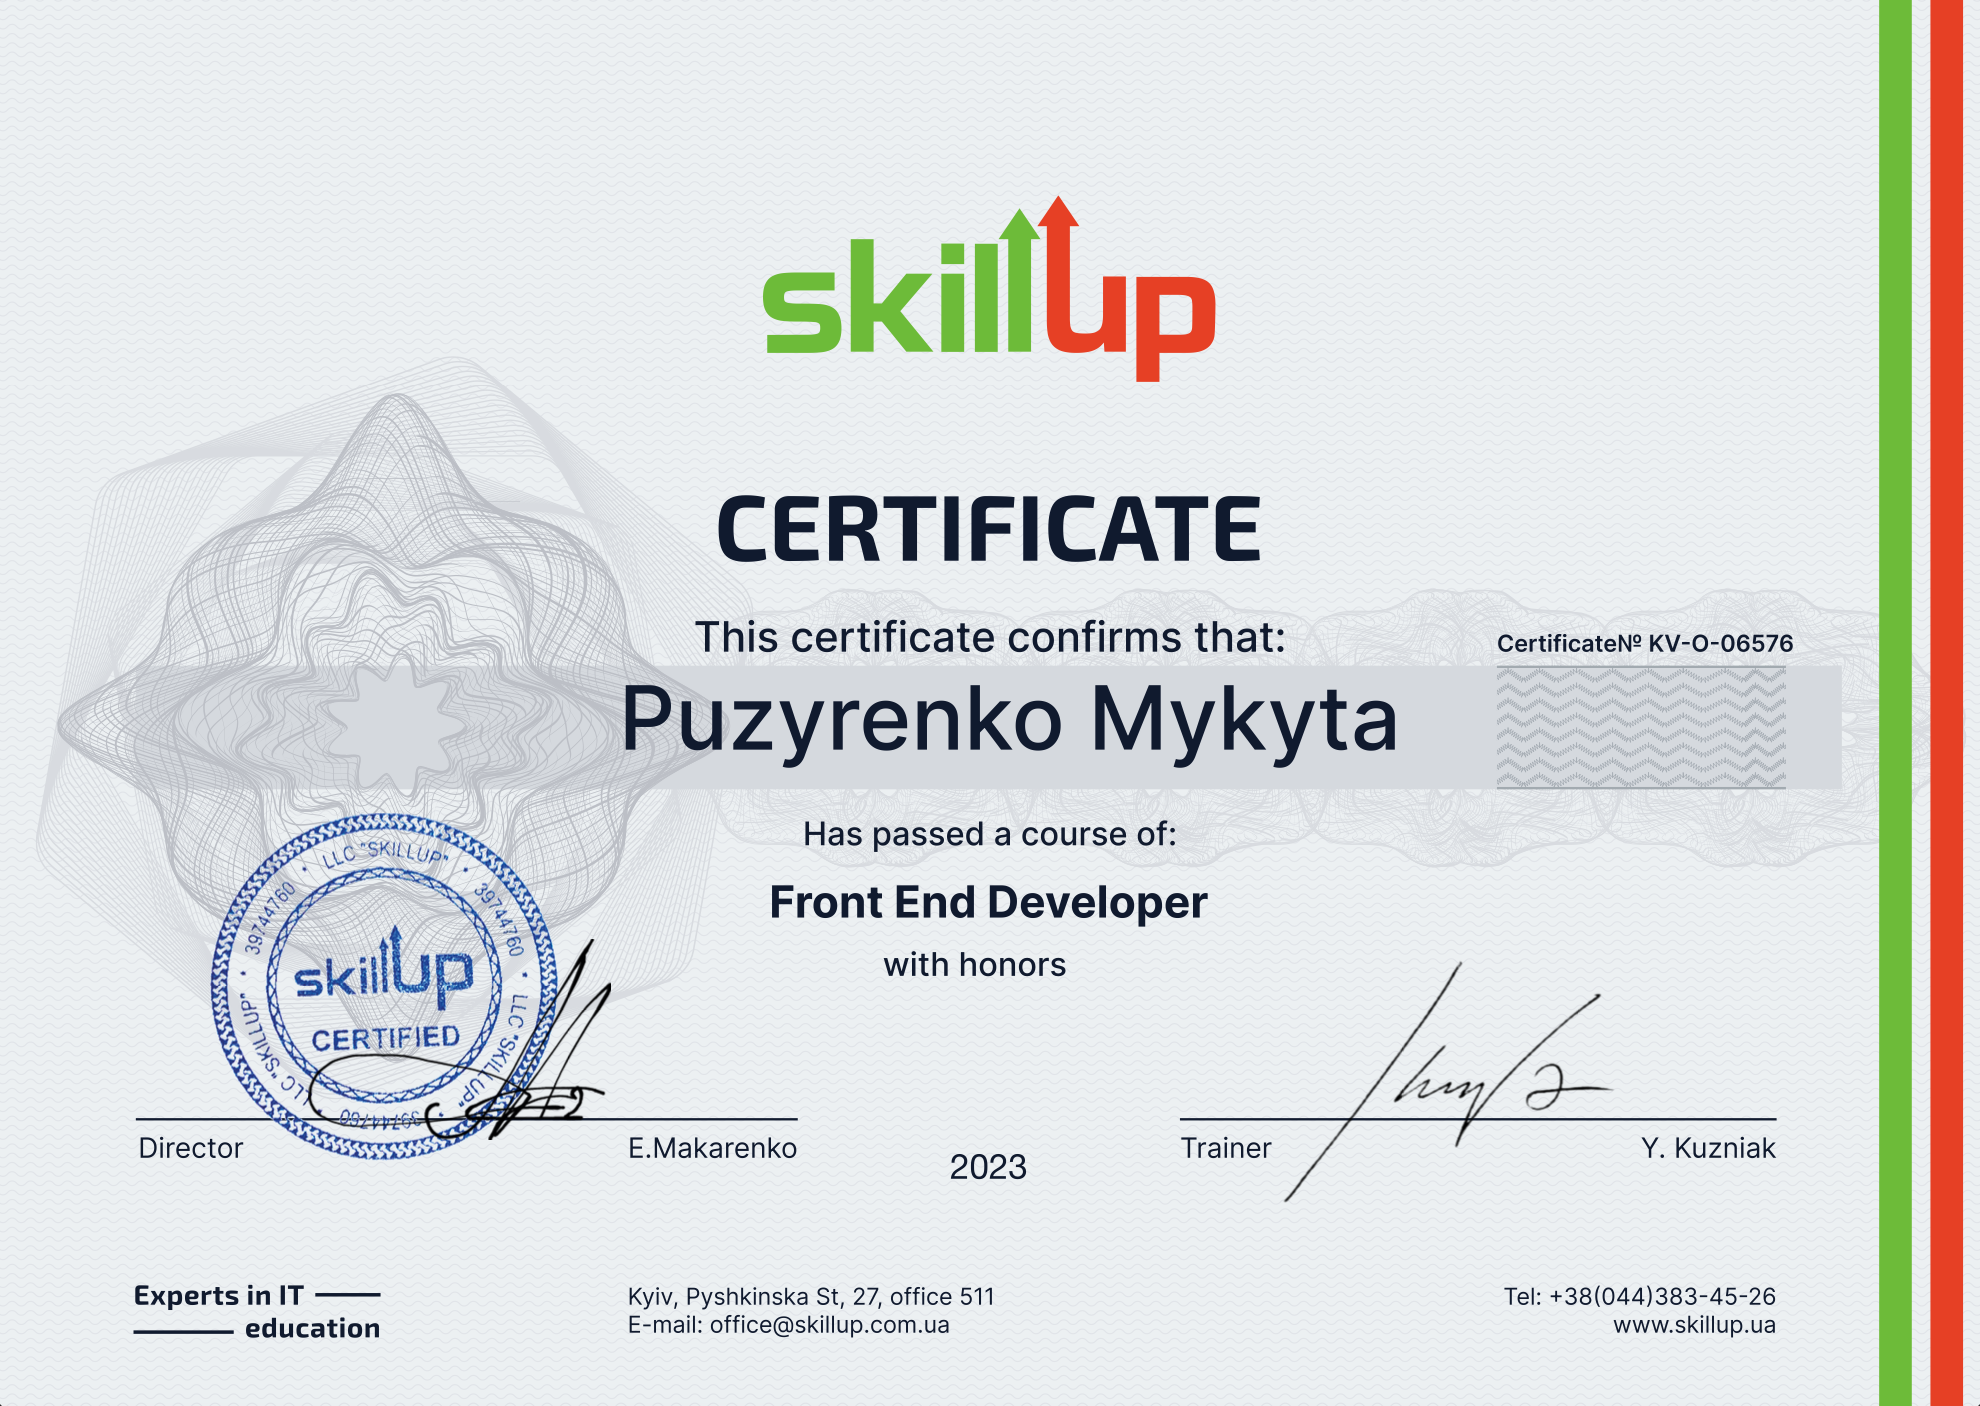 skillup
CERTIFICATE
This certificate confirms that:
Certificate№ KV-O-06576
Puzyrenko Mykyta
Has passed a course of:
Front End Developer
with honors
LLC "SKILLUP" • 39744760 • LLC "SKILLUP" • 39744760 • LLC "SKILLUP" • 39744760 •
skillup
CERTIFIED
Director
E.Makarenko
2023
Trainer
Y. Kuzniak
Experts in IT
education
Kyiv, Pyshkinska St, 27, office 511
E-mail: office@skillup.com.ua
Tel: +38(044)383-45-26
www.skillup.ua